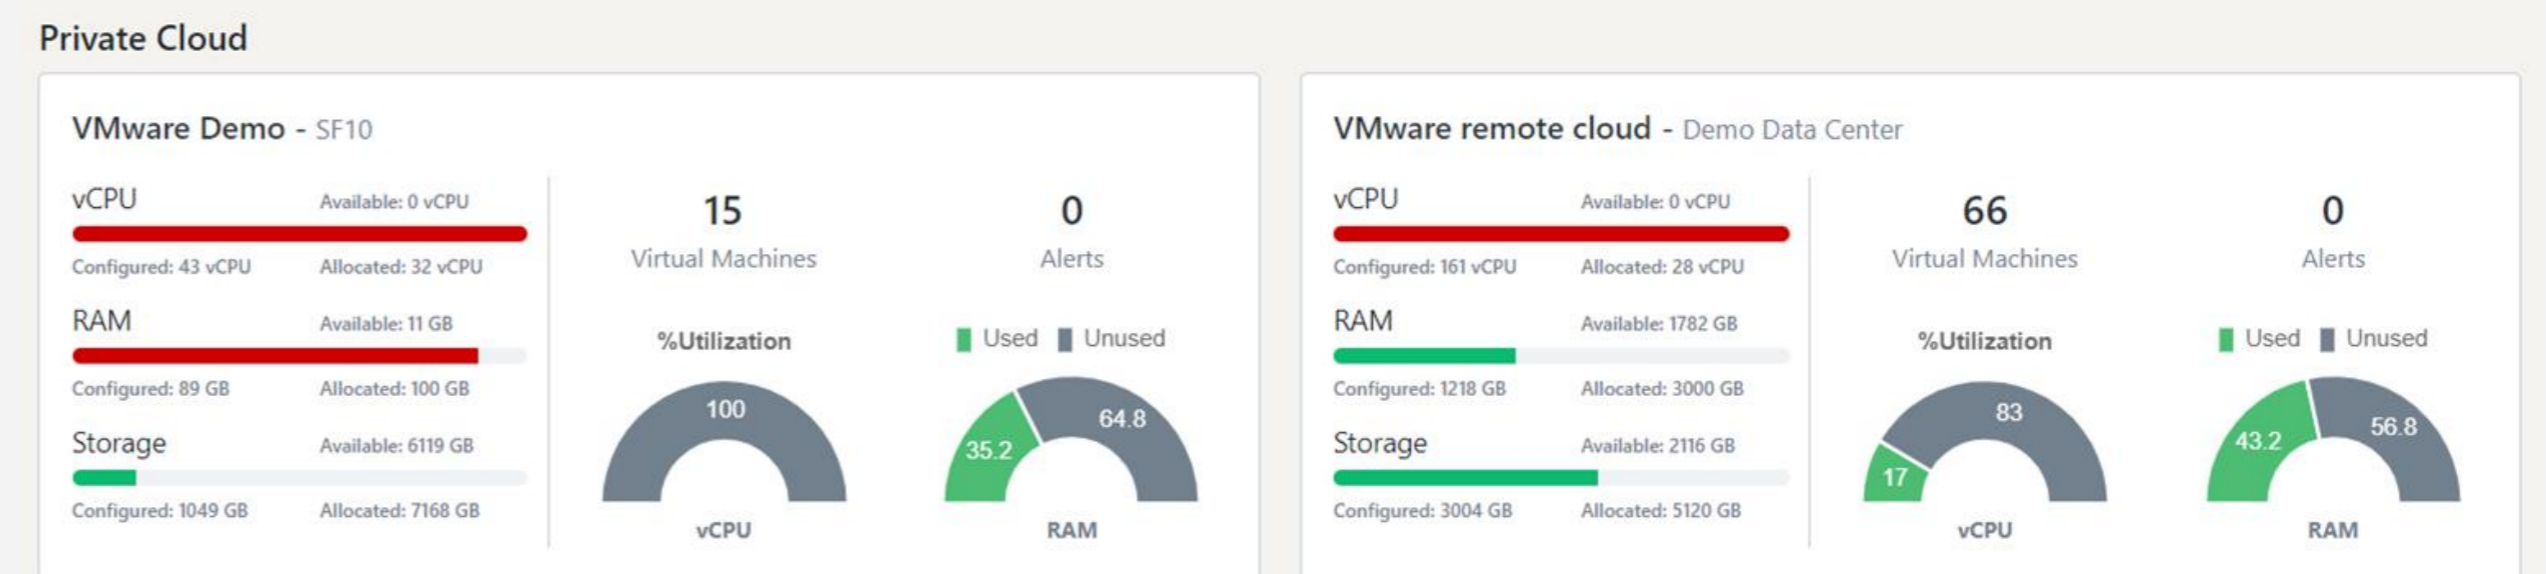 Private Cloud
VMware Demo - SF10
vCPU Available: 0 vCPU
Configured: 43 vCPU Allocated: 32 vCPU
RAM Available: 11 GB
Configured: 89 GB Allocated: 100 GB
Storage Available: 6119 GB
Configured: 1049 GB Allocated: 7168 GB
15
Virtual Machines
0
Alerts
%Utilization
Used Unused
100
vCPU
35.2
64.8
RAM
VMware remote cloud - Demo Data Center
vCPU Available: 0 vCPU
Configured: 161 vCPU Allocated: 28 vCPU
RAM Available: 1782 GB
Configured: 1218 GB Allocated: 3000 GB
Storage Available: 2116 GB
Configured: 3004 GB Allocated: 5120 GB
66
Virtual Machines
0
Alerts
%Utilization
Used Unused
17
83
vCPU
43.2
56.8
RAM